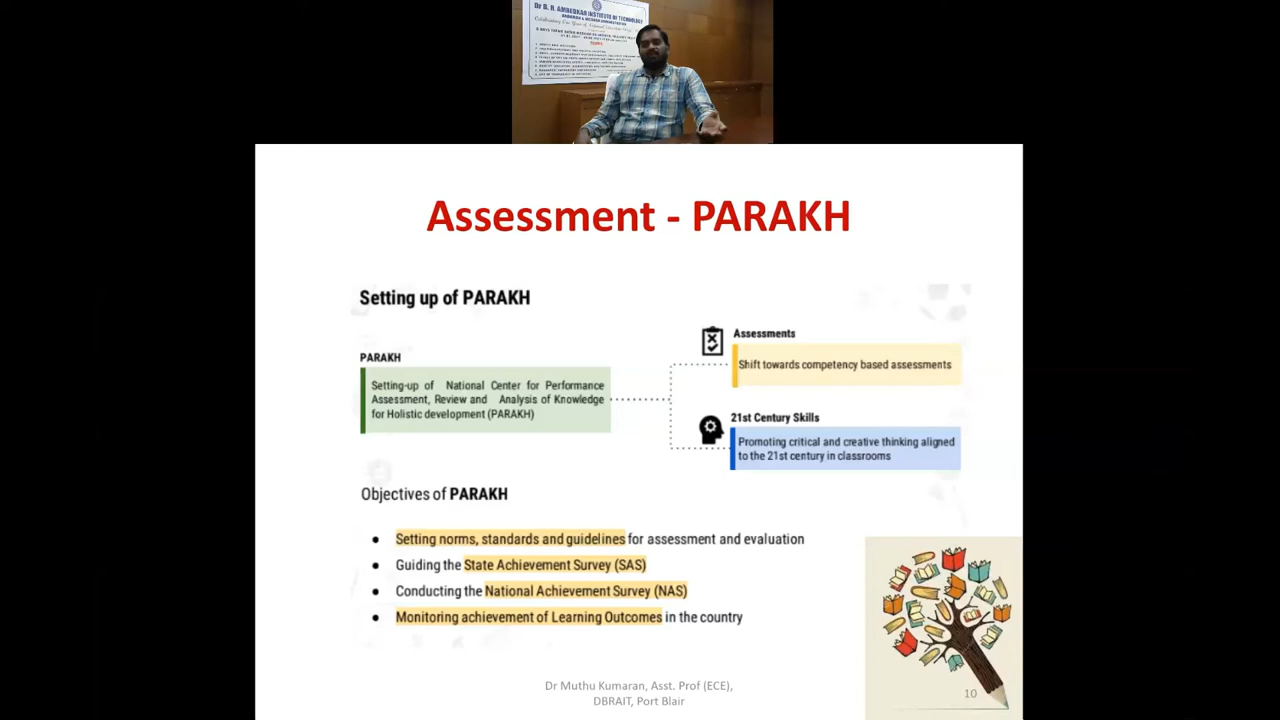 Dr B. R. AMBEDKAR INSTITUTE OF TECHNOLOGY
Assessment - PARAKH
Setting up of PARAKH
Assessments
Shift towards competency based assessments
PARAKH
Setting-up of National Center for Performance
Assessment, Review and Analysis of Knowledge
for Holistic development (PARAKH)
21st Century Skills
Promoting critical and creative thinking aligned
to the 21st century in classrooms
Objectives of PARAKH
• Setting norms, standards and guidelines for assessment and evaluation
• Guiding the State Achievement Survey (SAS)
• Conducting the National Achievement Survey (NAS)
• Monitoring achievement of Learning Outcomes in the country
Dr Muthu Kumaran, Asst. Prof (ECE),
DBRAIT, Port Blair
10